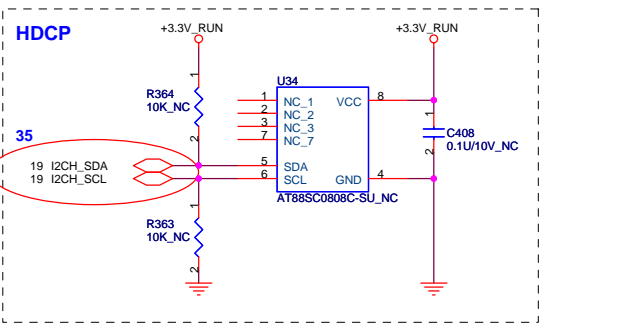 HDCP
+3.3V_RUN
+3.3V_RUN
R364
10K_NC
1
2
U34
1 NC_1
2 NC_2
3 NC_3
7 NC_7
VCC 8
1
C408
0.1U/10V_NC
2
35
19 I2CH_SDA
19 I2CH_SCL
5 SDA
6 SCL
GND 4
AT88SC0808C-SU_NC
R363
10K_NC
1
2